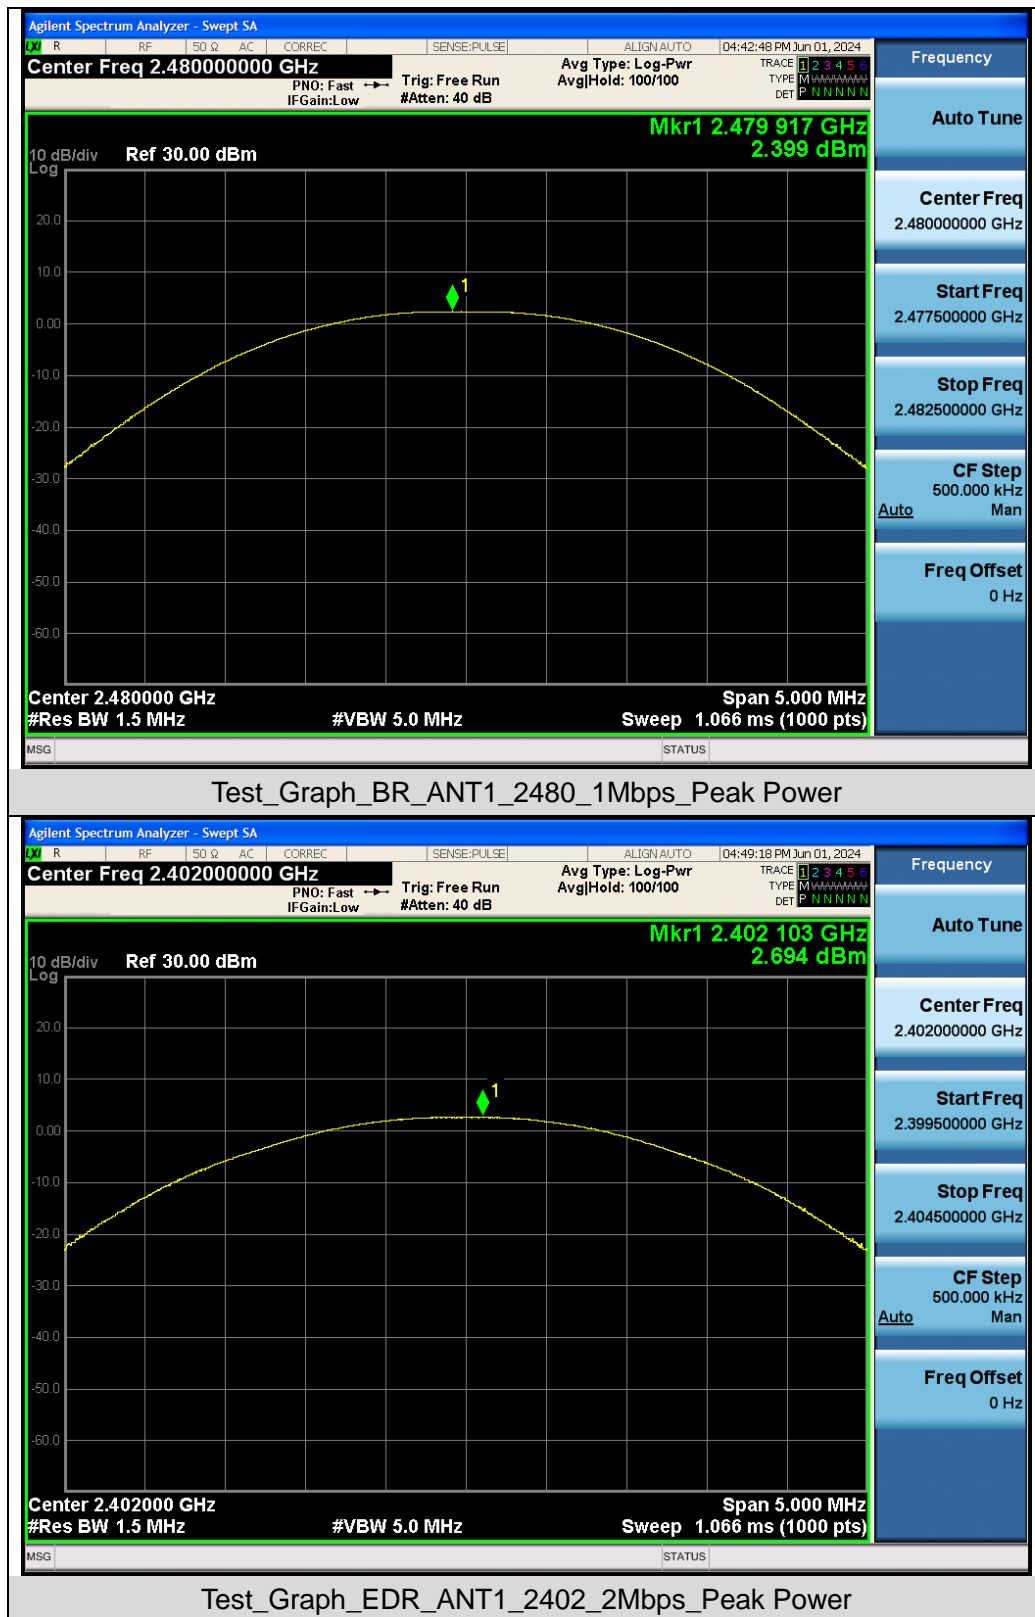 Agilent Spectrum Analyzer - Swept SA
LXI R RF 50 Ω AC CORREC SENSE:PULSE ALIGN AUTO 04:42:48 PM Jun 01, 2024
Center Freq 2.480000000 GHz
PNO: Fast
IFGain:Low
Trig: Free Run
#Atten: 40 dB
Avg Type: Log-Pwr
Avg|Hold: 100/100
TRACE 1 2 3 4 5 6
TYPE M
DET P N N N N N
Frequency
Auto Tune
Center Freq
2.480000000 GHz
Start Freq
2.477500000 GHz
Stop Freq
2.482500000 GHz
CF Step
500.000 kHz
Auto Man
Freq Offset
0 Hz
Mkr1 2.479 917 GHz
2.399 dBm
10 dB/div Ref 30.00 dBm
Log
20.0
10.0
1
0.00
-10.0
-20.0
-30.0
-40.0
-50.0
-60.0
Center 2.480000 GHz Span 5.000 MHz
#Res BW 1.5 MHz #VBW 5.0 MHz Sweep 1.066 ms (1000 pts)
MSG STATUS
Test_Graph_BR_ANT1_2480_1Mbps_Peak Power
Agilent Spectrum Analyzer - Swept SA
LXI R RF 50 Ω AC CORREC SENSE:PULSE ALIGN AUTO 04:49:18 PM Jun 01, 2024
Center Freq 2.402000000 GHz
PNO: Fast
IFGain:Low
Trig: Free Run
#Atten: 40 dB
Avg Type: Log-Pwr
Avg|Hold: 100/100
TRACE 1 2 3 4 5 6
TYPE M
DET P N N N N N
Frequency
Auto Tune
Center Freq
2.402000000 GHz
Start Freq
2.399500000 GHz
Stop Freq
2.404500000 GHz
CF Step
500.000 kHz
Auto Man
Freq Offset
0 Hz
Mkr1 2.402 103 GHz
2.694 dBm
10 dB/div Ref 30.00 dBm
Log
20.0
10.0
1
0.00
-10.0
-20.0
-30.0
-40.0
-50.0
-60.0
Center 2.402000 GHz Span 5.000 MHz
#Res BW 1.5 MHz #VBW 5.0 MHz Sweep 1.066 ms (1000 pts)
MSG STATUS
Test_Graph_EDR_ANT1_2402_2Mbps_Peak Power